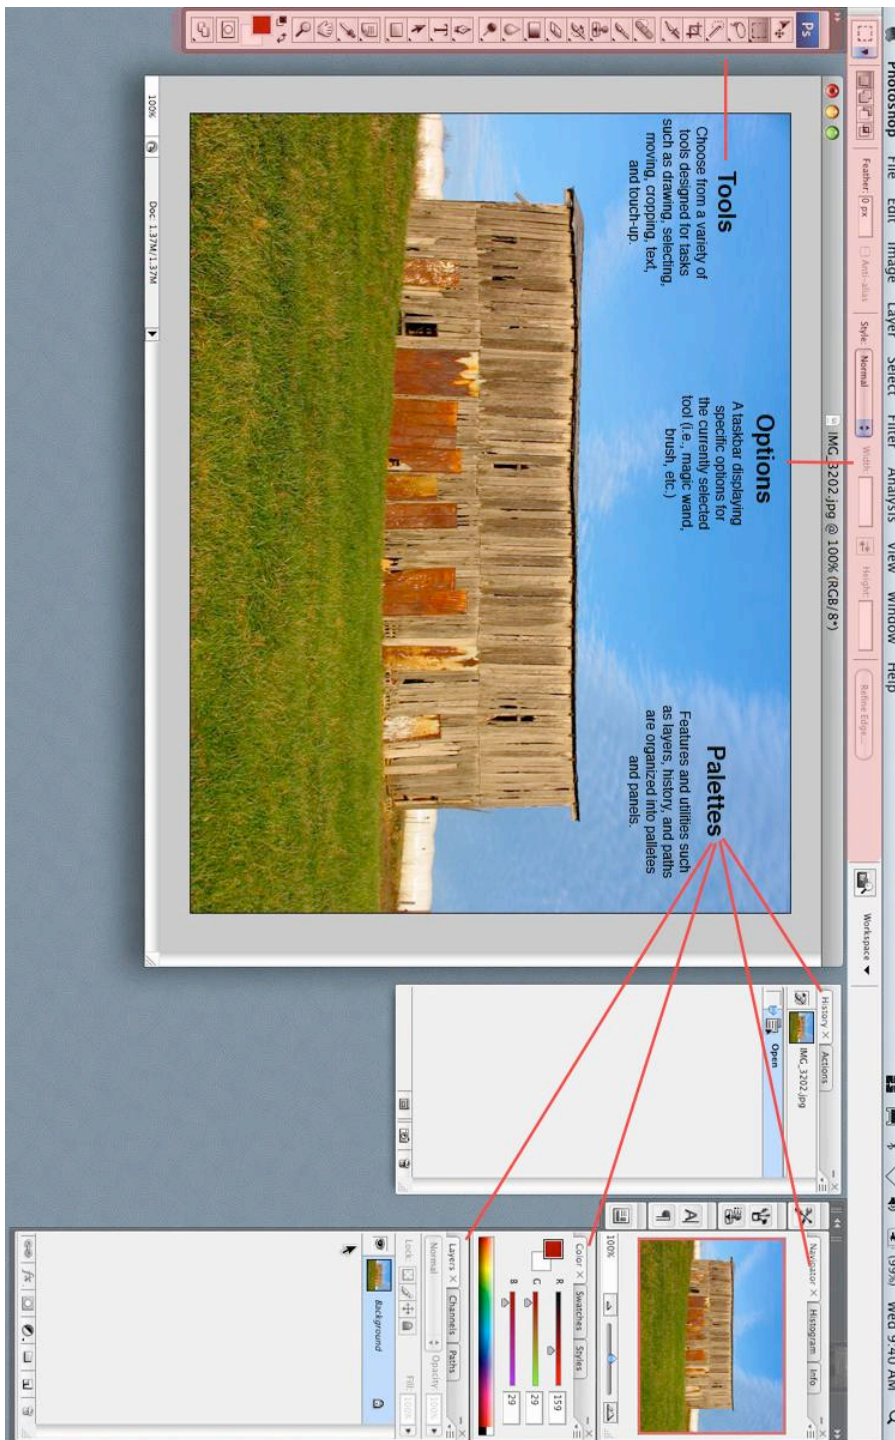 Photoshop File Edit Image Layer Select Filter Analysis View Window Help
(99%) Wed 9:40 AM
Feather: 0 px Anti-alias Style: Normal Width: Height: Refine Edge... Workspace
Ps
IMG_3202.jpg @ 100% (RGB/8*)
Tools
Choose from a variety of
tools designed for tasks
such as drawing, selecting,
moving, cropping, text,
and touch-up.
Options
A taskbar displaying
specific options for
the currently selected
tool (i.e., magic wand,
brush, etc.)
Palettes
Features and utilities such
as layers, history, and paths
are organized into palletes
and panels.
100% Doc: 1.37M/1.37M
History Actions
IMG_3202.jpg
Open
Navigator Histogram Info
100%
Color Swatches Styles
R 159
G 29
B 29
Layers Channels Paths
Normal Opacity: 100%
Lock: Fill: 100%
Background